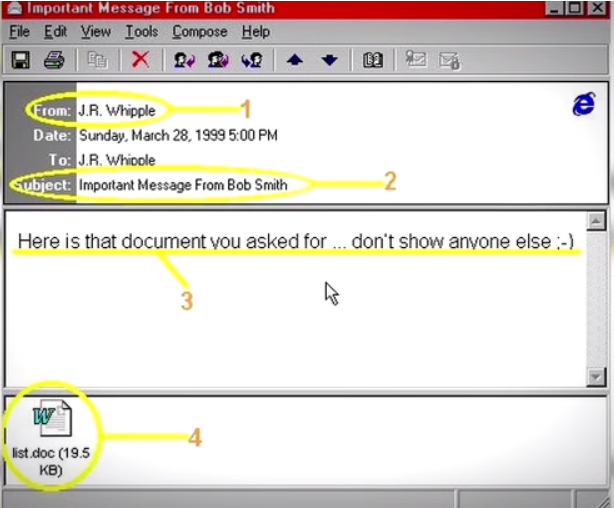 Important Message From Bob Smith
File Edit View Tools Compose Help
From: J.R. Whipple 1
Date: Sunday, March 28, 1999 5:00 PM
To: J.R. Whipple
Subject: Important Message From Bob Smith 2
Here is that document you asked for ... don't show anyone else ;-)
3
W
list.doc (19.5
KB)
4